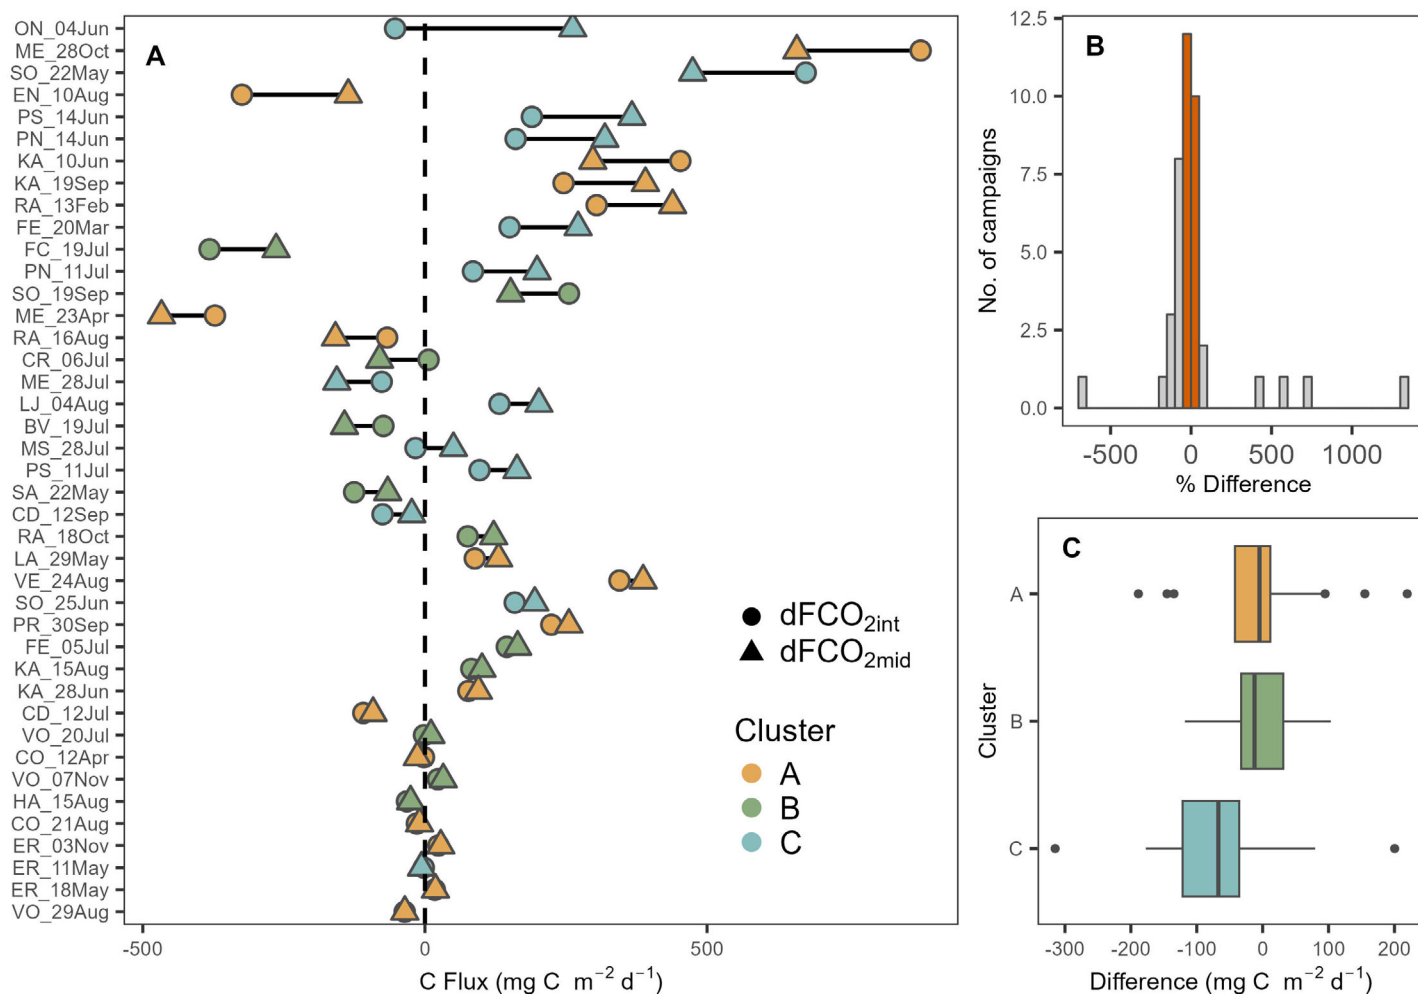 A
ON_04Jun
ME_28Oct
SO_22May
EN_10Aug
PS_14Jun
PN_14Jun
KA_10Jun
KA_19Sep
RA_13Feb
FE_20Mar
FC_19Jul
PN_11Jul
SO_19Sep
ME_23Apr
RA_16Aug
CR_06Jul
ME_28Jul
LJ_04Aug
BV_19Jul
MS_28Jul
PS_11Jul
SA_22May
CD_12Sep
RA_18Oct
LA_29May
VE_24Aug
SO_25Jun
PR_30Sep
FE_05Jul
KA_15Aug
KA_28Jun
CD_12Jul
VO_20Jul
CO_12Apr
VO_07Nov
HA_15Aug
CO_21Aug
ER_03Nov
ER_11May
ER_18May
VO_29Aug
-500 0 500
C Flux (mg C m⁻² d⁻¹)
dFCO₂int
dFCO₂mid
Cluster
A
B
C
B
No. of campaigns
12.5
10.0
7.5
5.0
2.5
0.0
-500 0 500 1000
% Difference
C
Cluster
A
B
C
-300 -200 -100 0 100 200
Difference (mg C m⁻² d⁻¹)